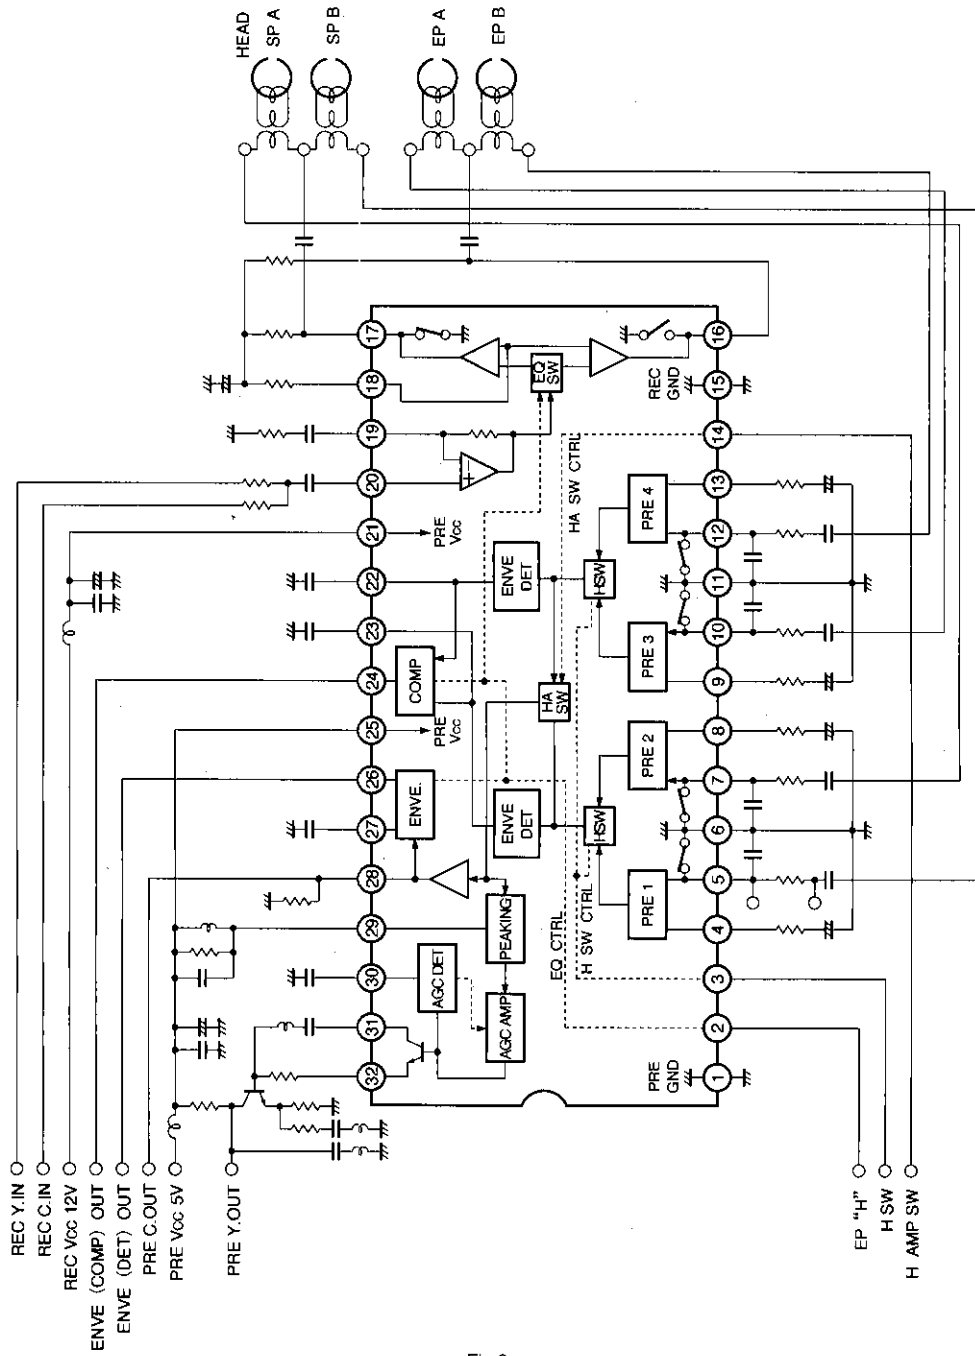 HEAD
SP A
SP B
EP A
EP B
17
18
19
20
21
22
23
24
25
26
27
28
29
30
31
32
16
15
14
13
12
11
10
9
8
7
6
5
4
3
2
1
EQ SW
REC GND
HA SW CTRL
PRE Vcc
PRE 4
ENVE DET
HSW
PRE 3
COMP
HA SW
PRE Vcc
PRE 2
ENVE.
ENVE DET
HSW
PRE 1
EQ CTRL
H SW CTRL
PEAKING
AGC DET
AGC AMP
PRE GND
REC Y.IN
REC C.IN
REC Vcc 12V
ENVE (COMP) OUT
ENVE (DET) OUT
PRE C.OUT
PRE Vcc 5V
PRE Y.OUT
EP "H"
H SW
H AMP SW